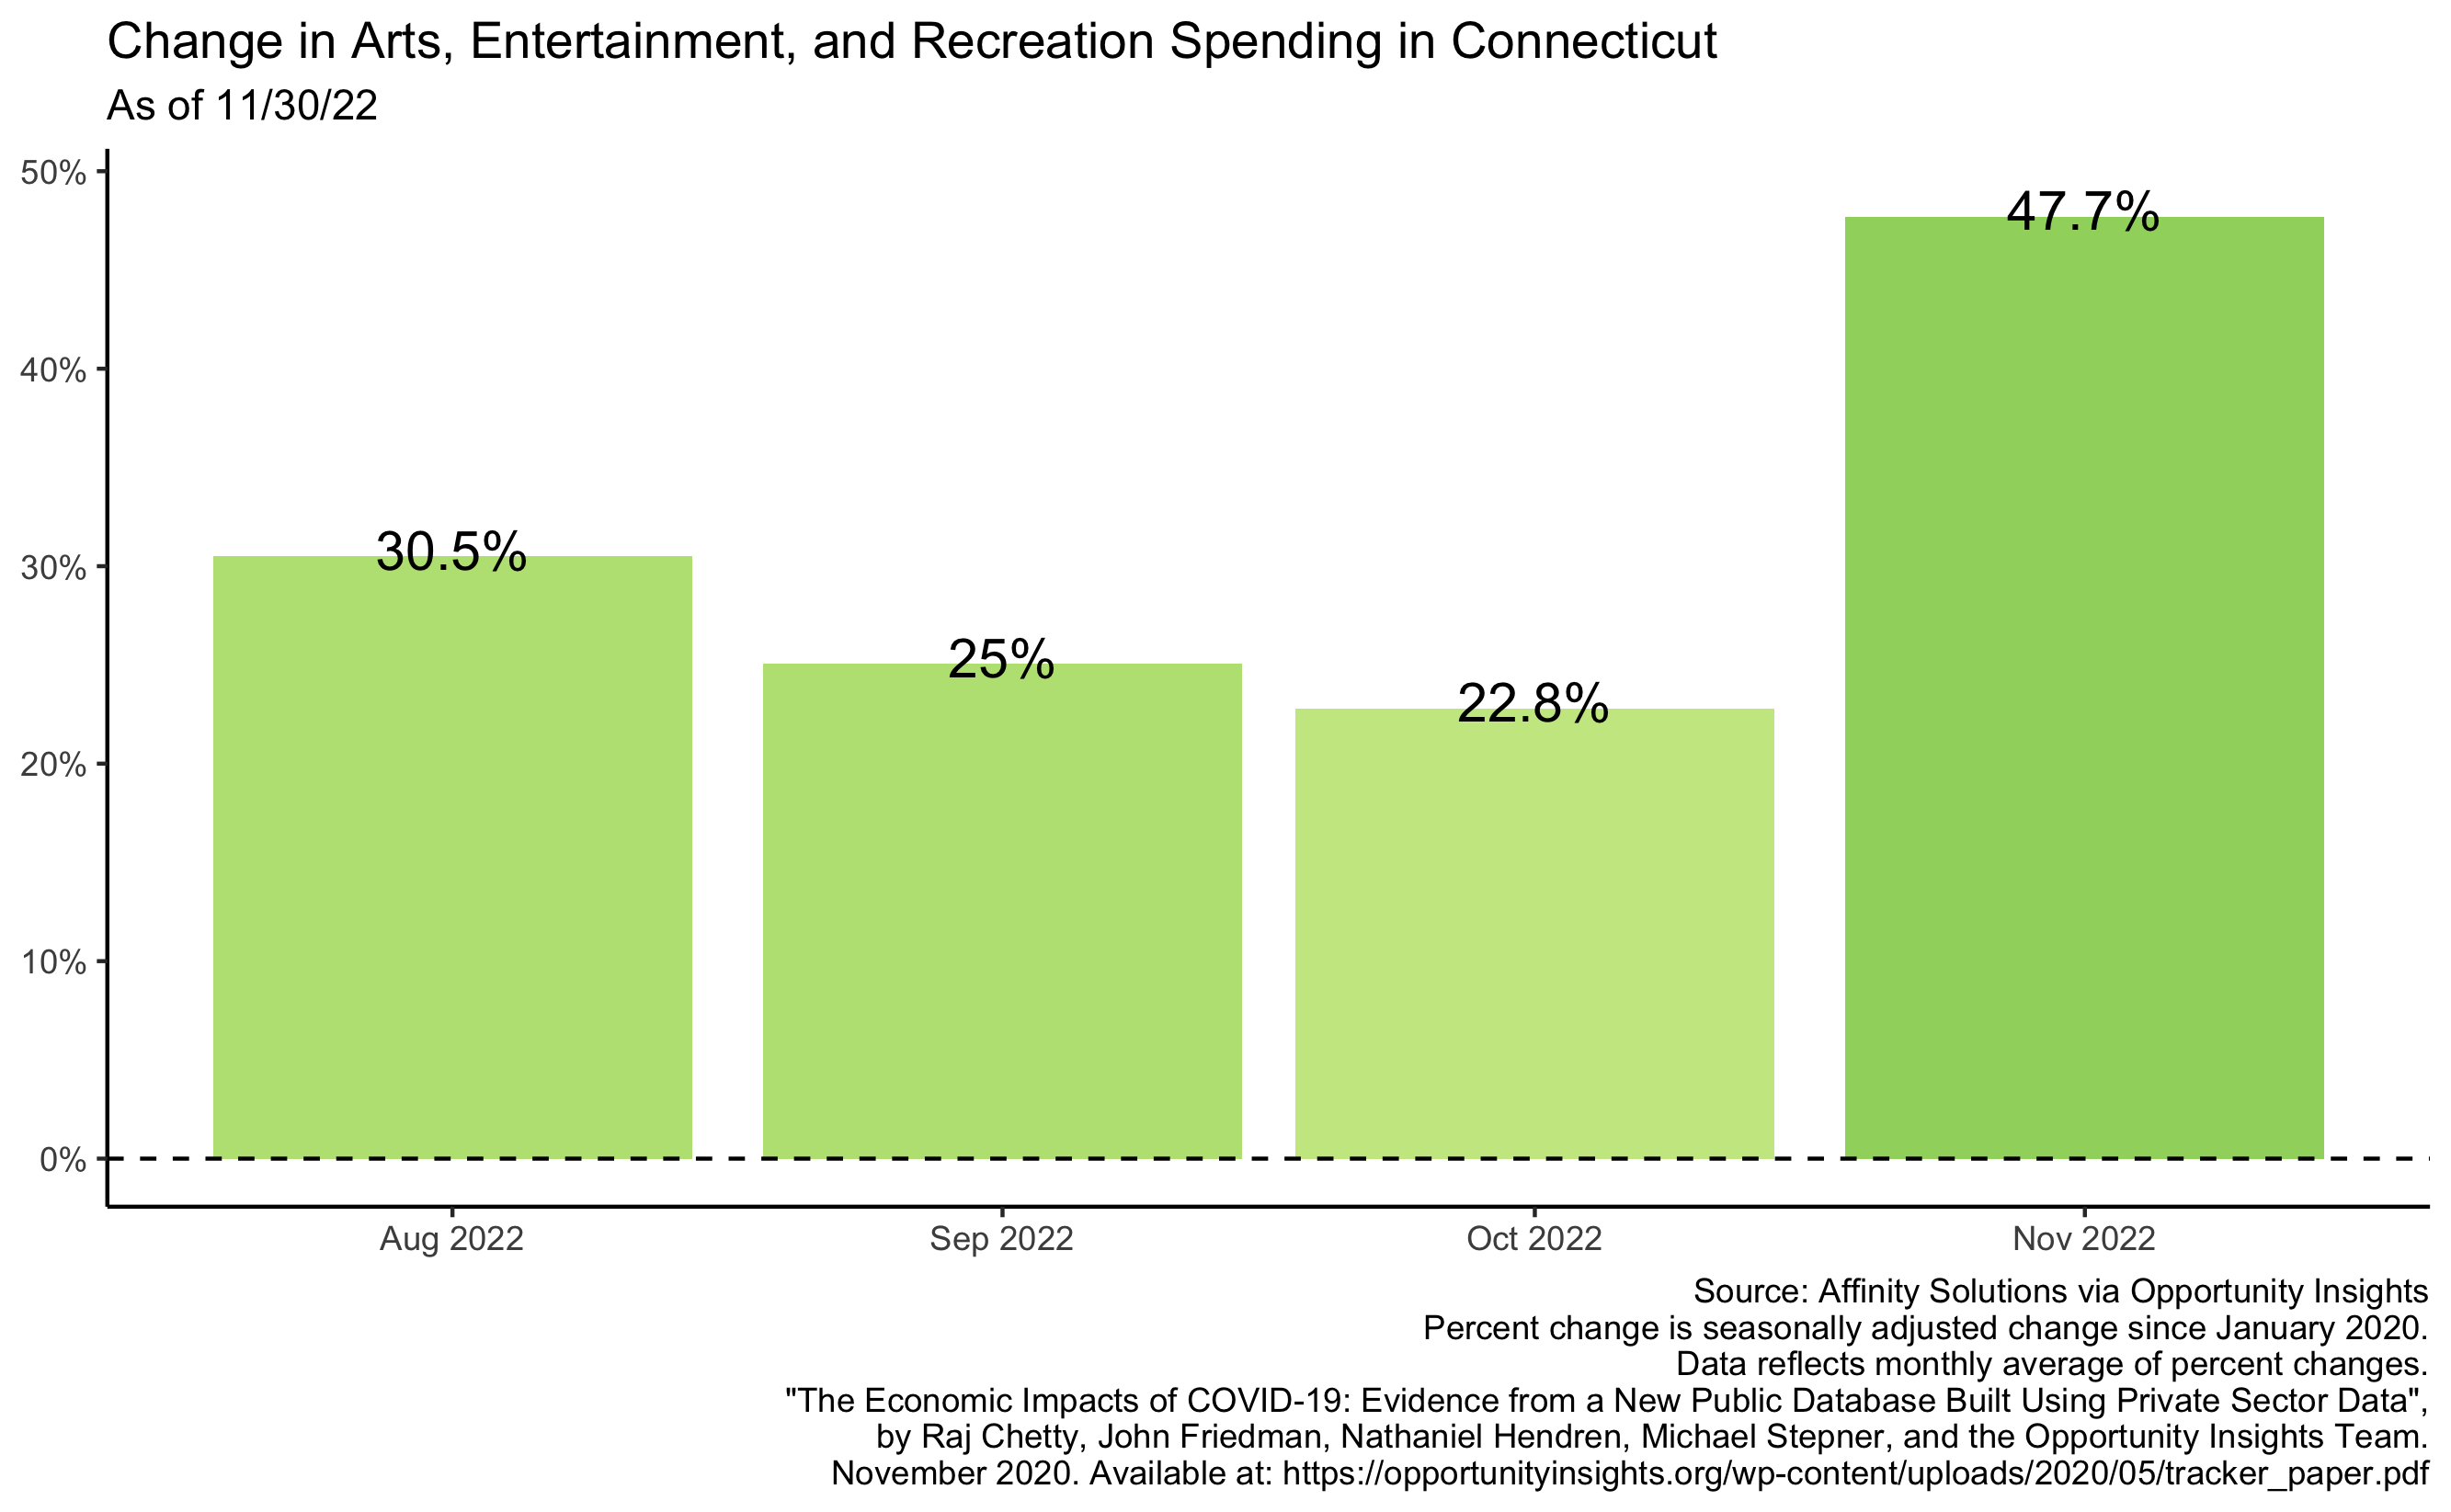 Change in Arts, Entertainment, and Recreation Spending in Connecticut
As of 11/30/22
50%
40%
30%
20%
10%
0%
30.5%
25%
22.8%
47.7%
Aug 2022
Sep 2022
Oct 2022
Nov 2022
Source: Affinity Solutions via Opportunity Insights
Percent change is seasonally adjusted change since January 2020.
Data reflects monthly average of percent changes.
"The Economic Impacts of COVID-19: Evidence from a New Public Database Built Using Private Sector Data",
by Raj Chetty, John Friedman, Nathaniel Hendren, Michael Stepner, and the Opportunity Insights Team.
November 2020. Available at: https://opportunityinsights.org/wp-content/uploads/2020/05/tracker_paper.pdf